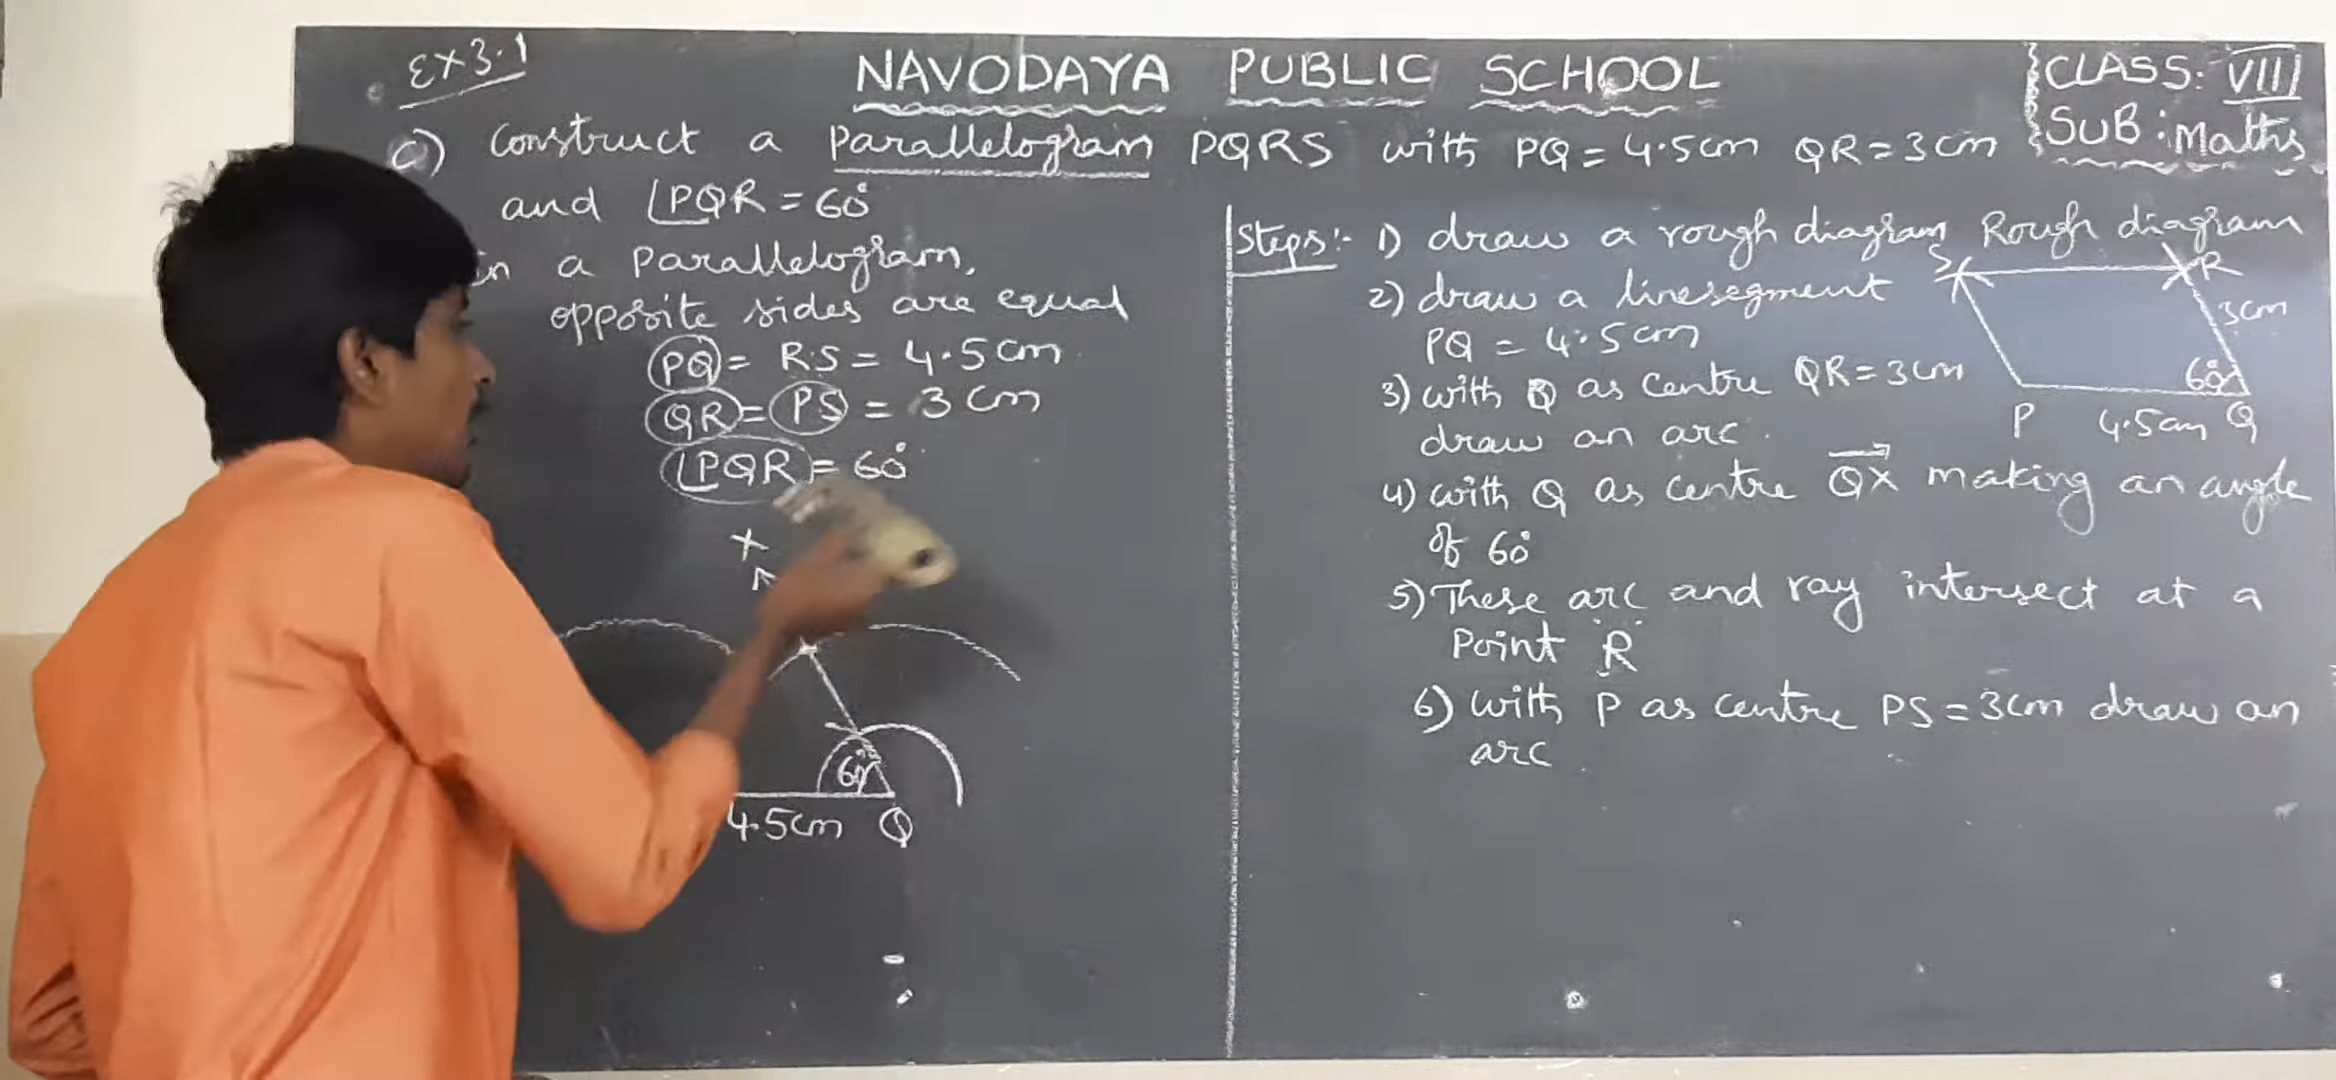 EX 3.1
NAVODAYA PUBLIC SCHOOL
CLASS: VIII
SUB: Maths
c) construct a parallelogram PQRS with PQ = 4.5cm QR = 3cm
and ∠PQR = 60°
in a parallelogram,
opposite sides are equal
PQ = RS = 4.5cm
QR = PS = 3cm
∠PQR = 60°
X
60°
4.5cm Q
Steps:- 1) draw a rough diagram
2) draw a linesegment
PQ = 4.5cm
3) with Q as centre QR = 3cm
draw an arc.
4) with Q as centre QX making an angle
of 60°
5) These arc and ray intersect at a
Point R
6) with P as centre PS = 3cm draw an
arc
Rough diagram
S R
3cm
60°
P 4.5cm Q